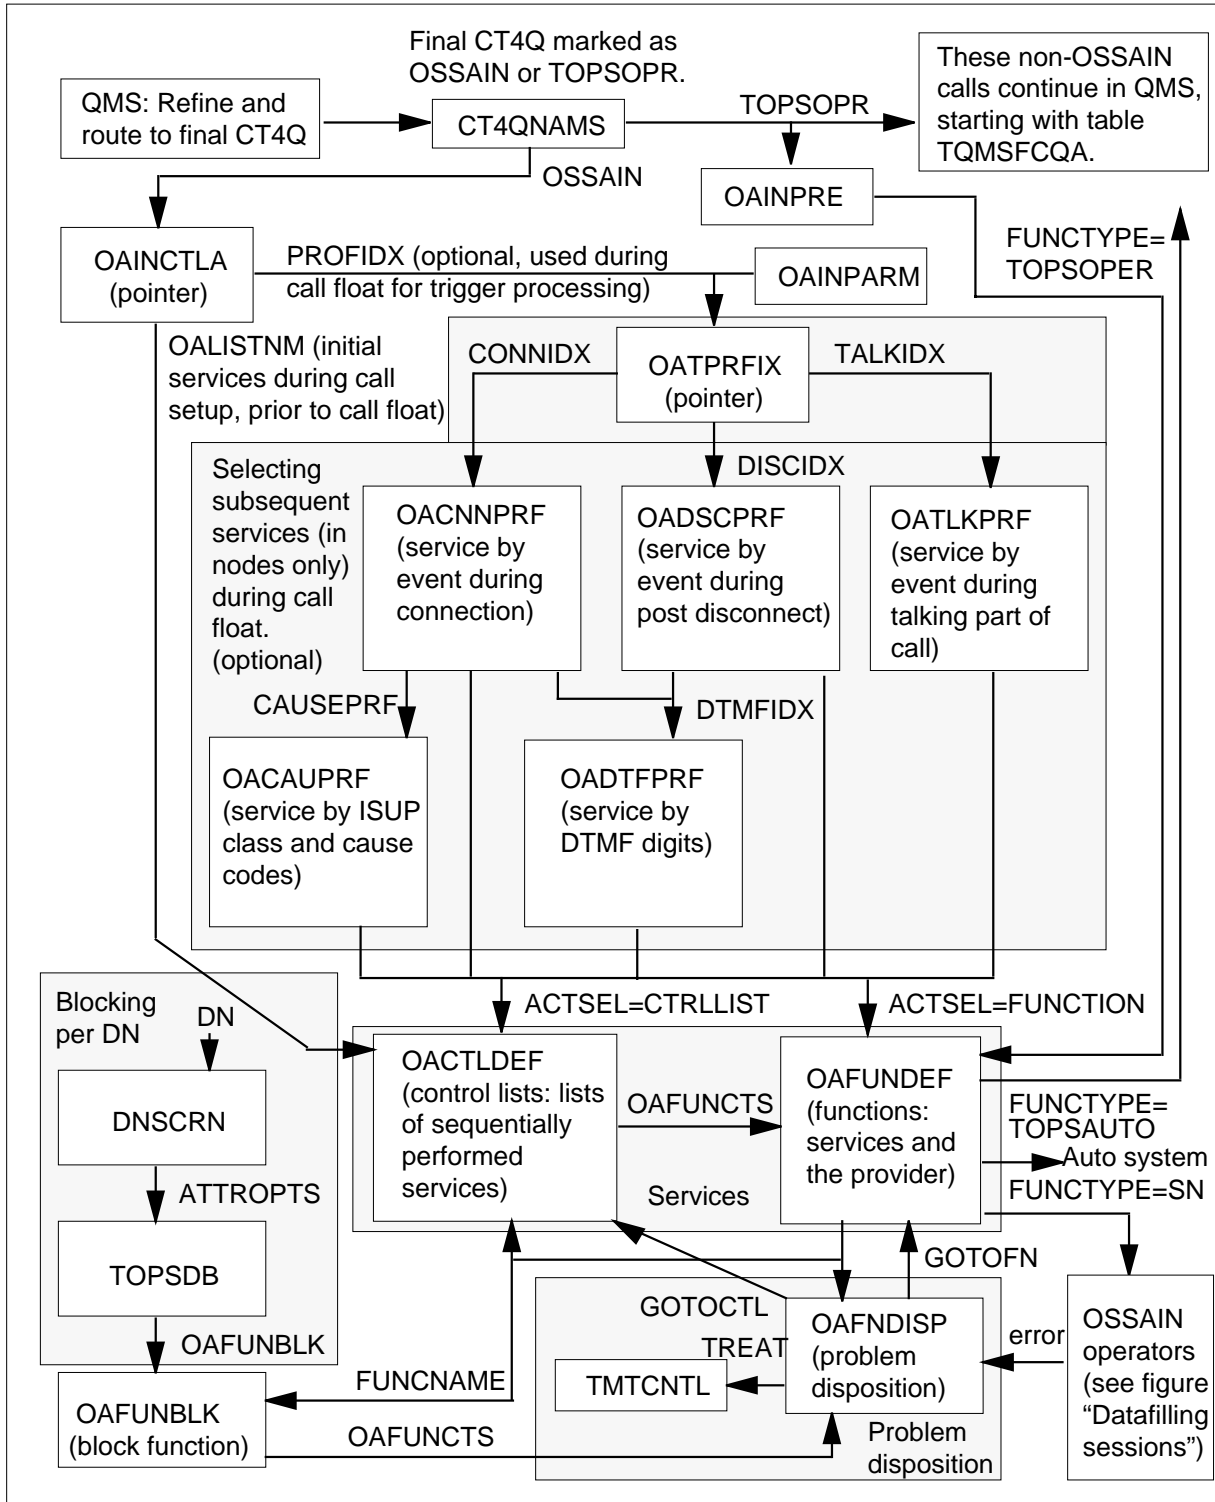 Final CT4Q marked as
OSSAIN or TOPSOPR.
QMS: Refine and
route to final CT4Q
CT4QNAMS
TOPSOPR
These non-OSSAIN
calls continue in QMS,
starting with table
TQMSFCQA.
OSSAIN
OAINPRE
OAINCTLA
(pointer)
PROFIDX (optional, used during
call float for trigger processing)
OAINPARM
FUNCTYPE=
TOPSOPER
OALISTNM (initial
services during call
setup, prior to call float)
CONNIDX
OATPRFIX
(pointer)
TALKIDX
Selecting
subsequent
services (in
nodes only)
during call
float.
(optional)
DISCIDX
OACNNPRF
(service by
event during
connection)
OADSCPRF
(service by
event during
post disconnect)
OATLKPRF
(service by
event during
talking part of
call)
CAUSEPRF
DTMFIDX
OACAUPRF
(service by ISUP
class and cause
codes)
OADTFPRF
(service by
DTMF digits)
Blocking
per DN
DN
ACTSEL=CTRLLIST
ACTSEL=FUNCTION
DNSCRN
OACTLDEF
(control lists: lists
of sequentially
performed
services)
OAFUNCTS
OAFUNDEF
(functions:
services and
the provider)
FUNCTYPE=
TOPSAUTO
Auto system
FUNCTYPE=SN
ATTROPTS
Services
TOPSDB
GOTOFN
GOTOCTL
OAFUNBLK
TREAT
OAFNDISP
(problem
disposition)
error
OSSAIN
operators
(see figure
“Datafilling
sessions”)
FUNCNAME
TMTCNTL
OAFUNBLK
(block function)
OAFUNCTS
Problem
disposition